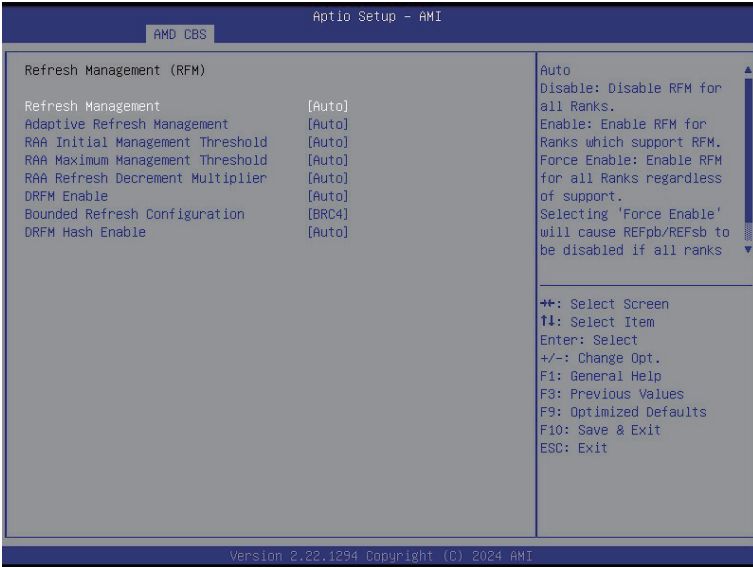 Aptio Setup – AMI
AMD CBS
Refresh Management (RFM)
Refresh Management [Auto]
Adaptive Refresh Management [Auto]
RAA Initial Management Threshold [Auto]
RAA Maximum Management Threshold [Auto]
RAA Refresh Decrement Multiplier [Auto]
DRFM Enable [Auto]
Bounded Refresh Configuration [BRC4]
DRFM Hash Enable [Auto]
Auto
Disable: Disable RFM for
all Ranks.
Enable: Enable RFM for
Ranks which support RFM.
Force Enable: Enable RFM
for all Ranks regardless
of support.
Selecting 'Force Enable'
will cause REFpb/REFsb to
be disabled if all ranks
→←: Select Screen
↑↓: Select Item
Enter: Select
+/-: Change Opt.
F1: General Help
F3: Previous Values
F9: Optimized Defaults
F10: Save & Exit
ESC: Exit
Version 2.22.1294 Copyright (C) 2024 AMI